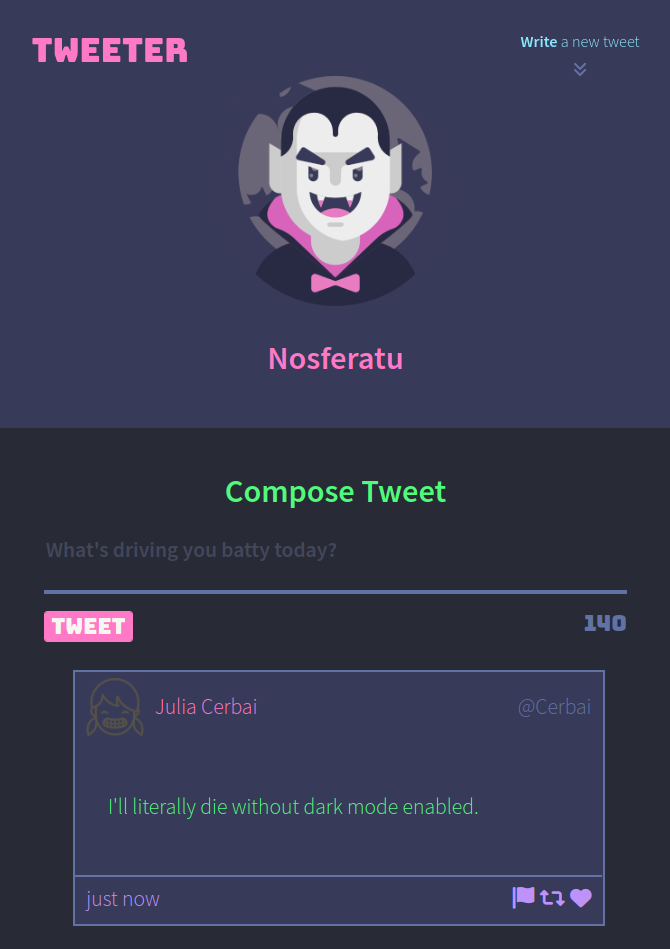 TWEETER
Write a new tweet
Nosferatu
Compose Tweet
What's driving you batty today?
TWEET
140
Julia Cerbai
@Cerbai
I'll literally die without dark mode enabled.
just now